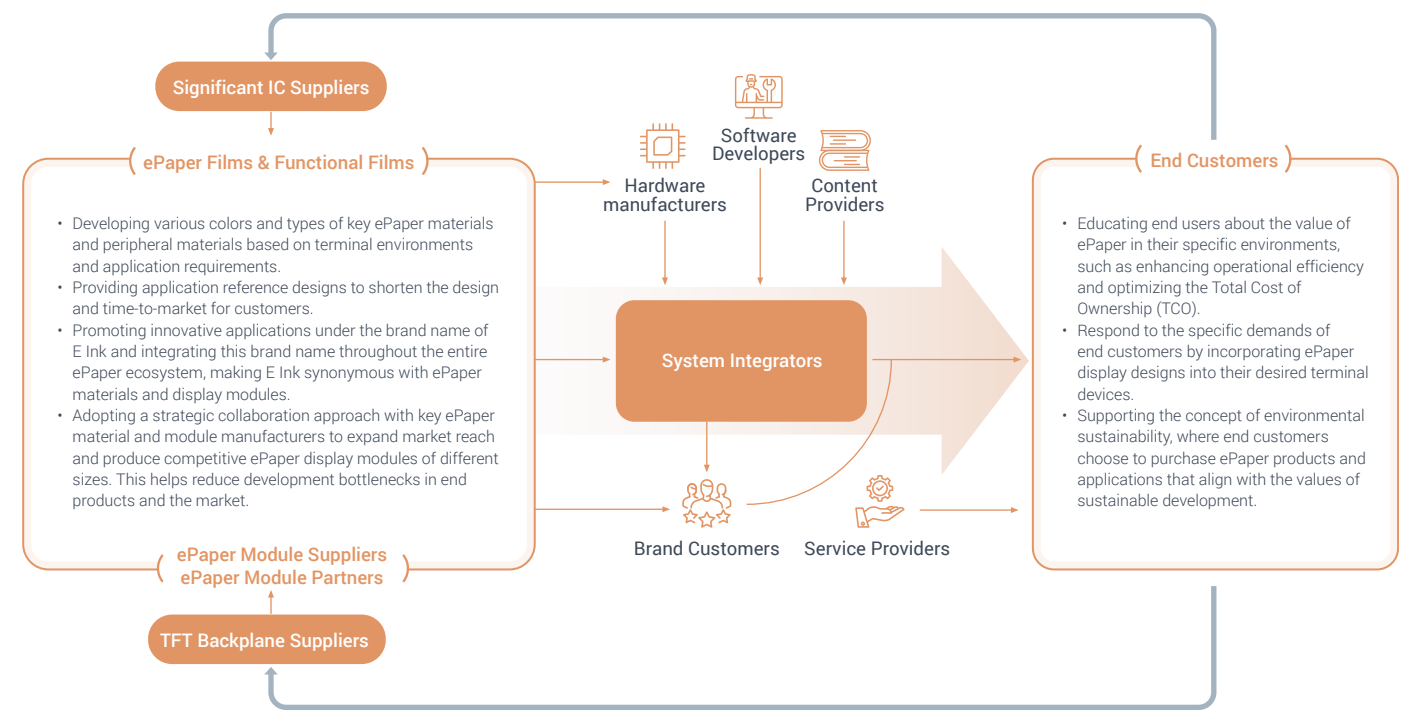 Significant IC Suppliers
ePaper Films & Functional Films
• Developing various colors and types of key ePaper materials
and peripheral materials based on terminal environments
and application requirements.
• Providing application reference designs to shorten the design
and time-to-market for customers.
• Promoting innovative applications under the brand name of
E Ink and integrating this brand name throughout the entire
ePaper ecosystem, making E Ink synonymous with ePaper
materials and display modules.
• Adopting a strategic collaboration approach with key ePaper
material and module manufacturers to expand market reach
and produce competitive ePaper display modules of different
sizes. This helps reduce development bottlenecks in end
products and the market.
ePaper Module Suppliers
ePaper Module Partners
TFT Backplane Suppliers
Hardware
manufacturers
Software
Developers
Content
Providers
System Integrators
Brand Customers
Service Providers
End Customers
• Educating end users about the value of
ePaper in their specific environments,
such as enhancing operational efficiency
and optimizing the Total Cost of
Ownership (TCO).
• Respond to the specific demands of
end customers by incorporating ePaper
display designs into their desired terminal
devices.
• Supporting the concept of environmental
sustainability, where end customers
choose to purchase ePaper products and
applications that align with the values of
sustainable development.